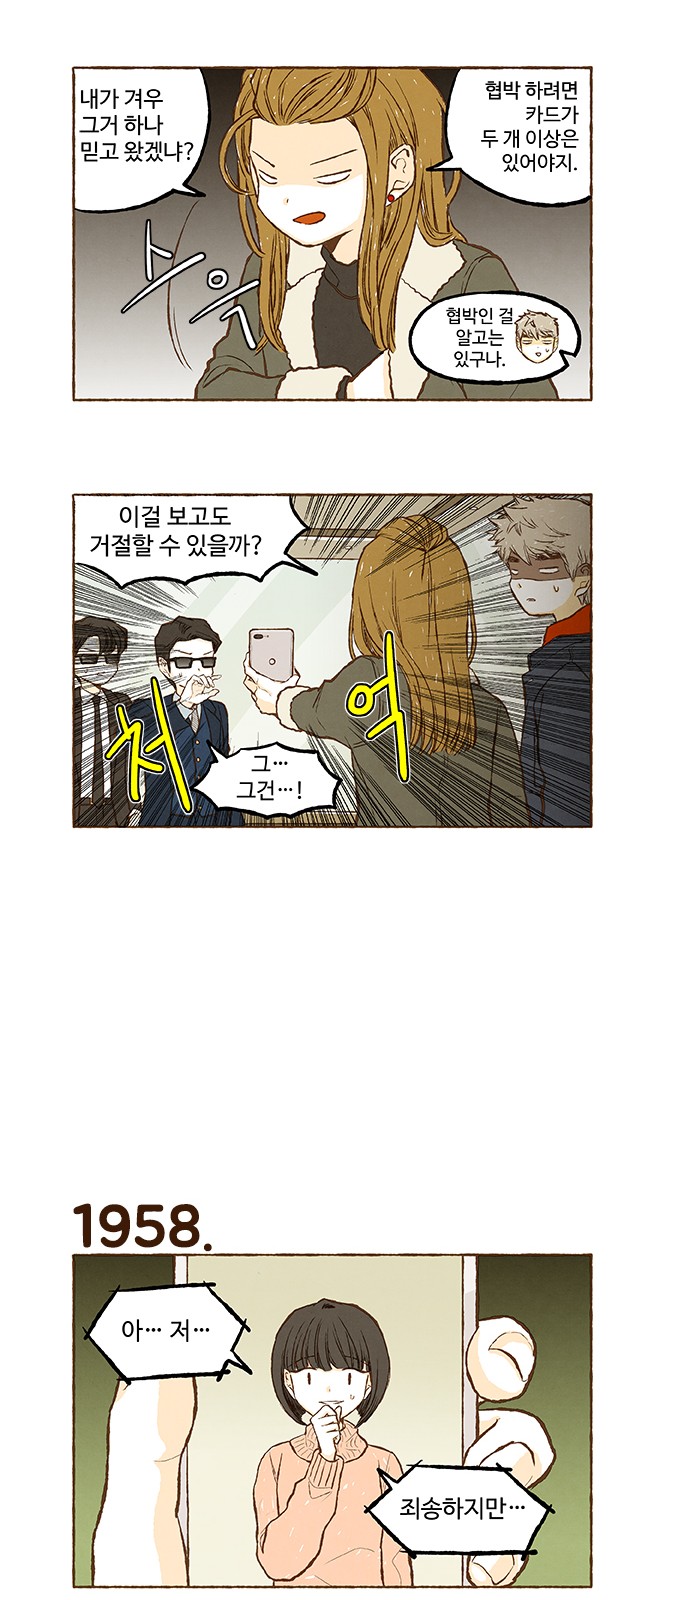 내가 겨우
그거 하나
믿고 왔겠냐?
협박 하려면
카드가
두 개 이상은
있어야지.
스윽
협박인 걸
알고는
있구나.
이걸 보고도
거절할 수 있을까?
처억
그…
그건…!
1958.
아… 저…
죄송하지만…